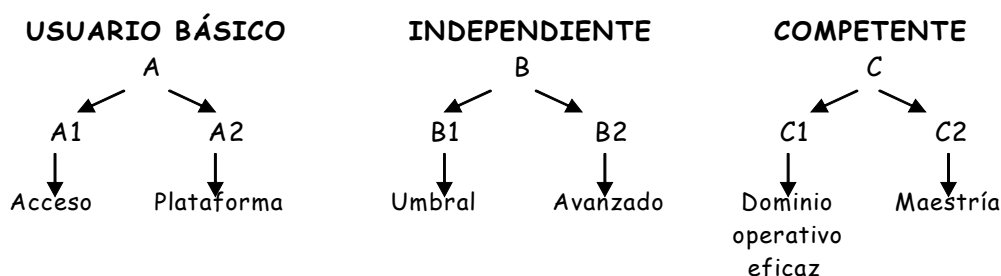 USUARIO BÁSICO INDEPENDIENTE COMPETENTE
A B C
A1 A2 B1 B2 C1 C2
Acceso Plataforma Umbral Avanzado Dominio Maestría
operativo
eficaz